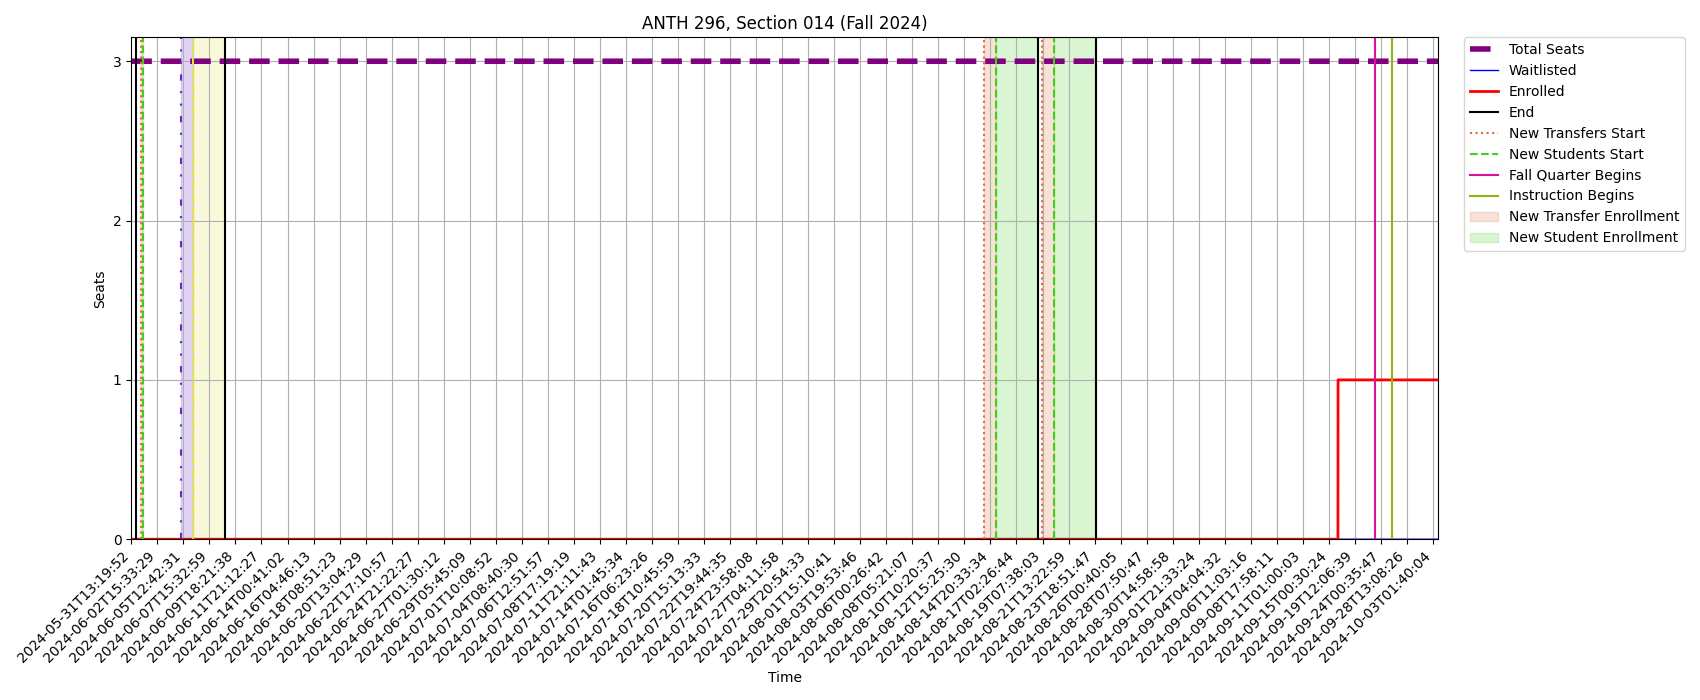 ANTH 296, Section 014 (Fall 2024)
Seats
3
2
1
0
2024-05-31T13:19:52
2024-06-02T15:33:29
2024-06-05T12:42:31
2024-06-07T15:32:59
2024-06-09T18:21:38
2024-06-11T21:12:27
2024-06-14T00:41:02
2024-06-16T04:46:13
2024-06-18T08:51:23
2024-06-20T13:04:29
2024-06-22T17:10:57
2024-06-24T21:22:27
2024-06-27T01:30:12
2024-06-29T05:45:09
2024-07-01T10:08:52
2024-07-04T08:40:30
2024-07-06T12:51:57
2024-07-08T17:19:19
2024-07-11T21:11:43
2024-07-14T01:45:34
2024-07-16T06:23:26
2024-07-18T10:45:59
2024-07-20T15:13:33
2024-07-22T19:44:35
2024-07-24T23:58:08
2024-07-27T04:11:58
2024-07-29T20:54:33
2024-08-01T15:10:41
2024-08-03T19:53:46
2024-08-06T00:26:42
2024-08-08T05:21:07
2024-08-10T10:20:37
2024-08-12T15:25:30
2024-08-14T20:33:34
2024-08-17T02:26:44
2024-08-19T07:38:03
2024-08-21T13:22:59
2024-08-23T18:51:47
2024-08-26T00:40:05
2024-08-28T07:50:47
2024-08-30T14:58:58
2024-09-01T21:33:24
2024-09-04T04:04:32
2024-09-06T11:03:16
2024-09-08T17:58:11
2024-09-11T01:00:03
2024-09-15T00:30:24
2024-09-19T12:06:39
2024-09-24T00:35:47
2024-09-28T13:08:26
2024-10-03T01:40:04
Time
Total Seats
Waitlisted
Enrolled
End
New Transfers Start
New Students Start
Fall Quarter Begins
Instruction Begins
New Transfer Enrollment
New Student Enrollment